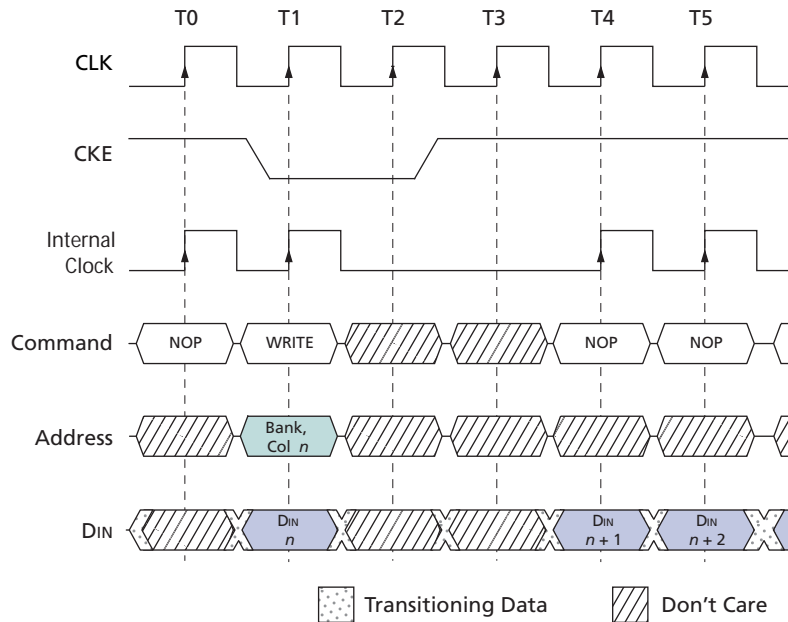 T0 T1 T2 T3 T4 T5
CLK
CKE
Internal
Clock
Command NOP WRITE NOP NOP
Address Bank,
Col n
DIN DIN
n DIN
n + 1 DIN
n + 2
Transitioning Data Don't Care